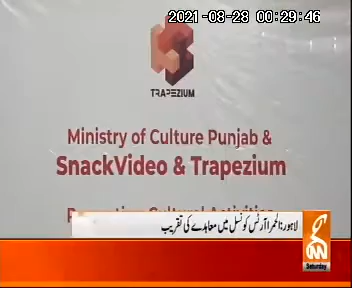 2021-08-28 00:29:46
TRAPEZIUM
Ministry of Culture Punjab &
SnackVideo & Trapezium
لاہور: الحمرا آرٹس کونسل میں معاہدے کی تقریب
GNN
Saturday